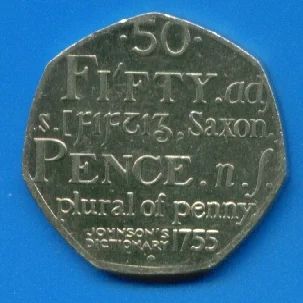 ·50·
FIFTY. ad
s. [ꝼıꝼꞇıᵹ, Saxon.
PENCE. n. ſ.
plural of penny
JOHNSON'S
DICTIONARY 1755